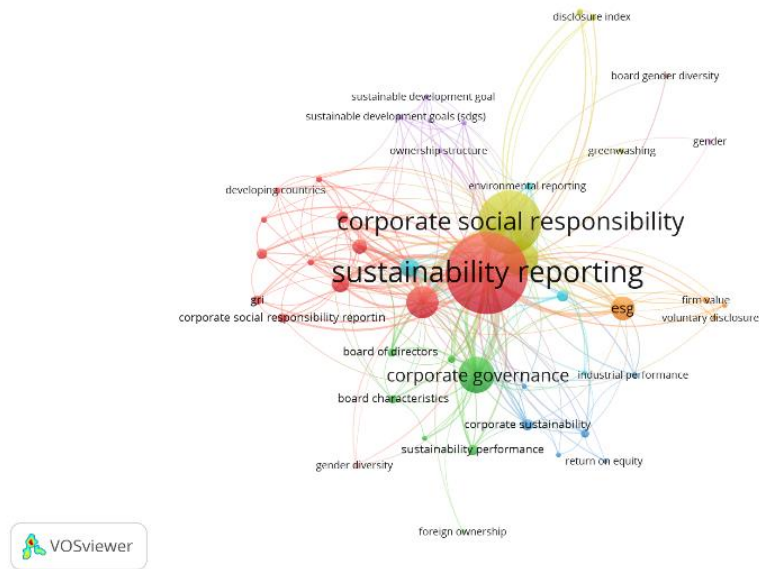 disclosure index
board gender diversity
sustainable development goal
sustainable development goals (sdgs)
gender
ownership structure
greenwashing
developing countries
environmental reporting
corporate social responsibility
sustainability reporting
gri
firm value
esg
corporate social responsibility reportin
voluntary disclosure
board of directors
corporate governance
industrial performance
board characteristics
corporate sustainability
sustainability performance
return on equity
gender diversity
foreign ownership
VOSviewer